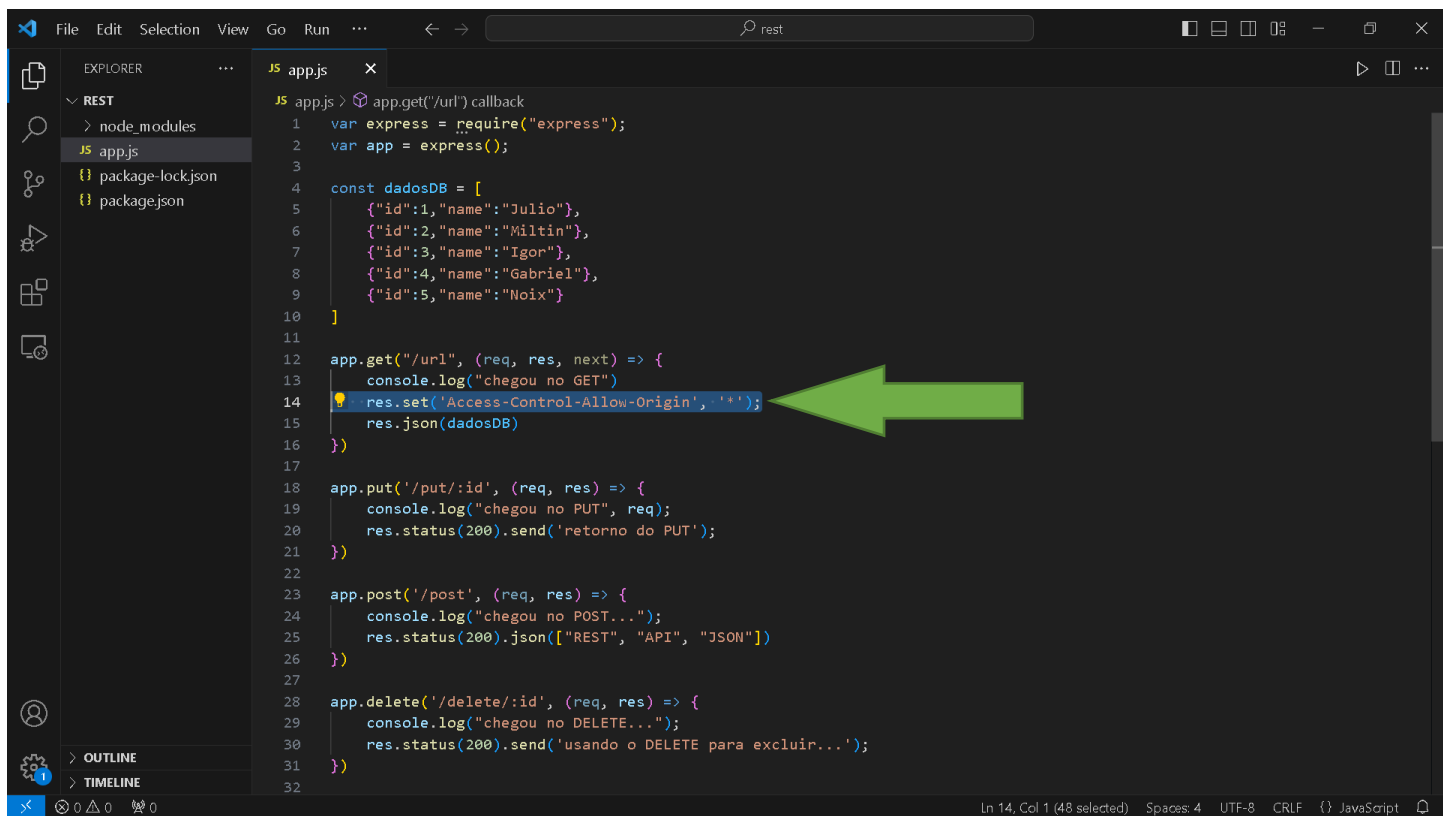 File Edit Selection View Go Run ··· ← → rest
EXPLORER ···
REST
node_modules
JS app.js
{} package-lock.json
{} package.json
OUTLINE
TIMELINE
JS app.js ×
JS app.js > app.get("/url") callback
1 var express = require("express");
2 var app = express();
3
4 const dadosDB = [
5 {"id":1,"name":"Julio"},
6 {"id":2,"name":"Miltin"},
7 {"id":3,"name":"Igor"},
8 {"id":4,"name":"Gabriel"},
9 {"id":5,"name":"Noix"}
10 ]
11
12 app.get("/url", (req, res, next) => {
13 console.log("chegou no GET")
14 res.set('Access-Control-Allow-Origin', '*');
15 res.json(dadosDB)
16 })
17
18 app.put('/put/:id', (req, res) => {
19 console.log("chegou no PUT", req);
20 res.status(200).send('retorno do PUT');
21 })
22
23 app.post('/post', (req, res) => {
24 console.log("chegou no POST...");
25 res.status(200).json(["REST", "API", "JSON"])
26 })
27
28 app.delete('/delete/:id', (req, res) => {
29 console.log("chegou no DELETE...");
30 res.status(200).send('usando o DELETE para excluir...');
31 })
32
1
0 0 0 Ln 14, Col 1 (48 selected) Spaces: 4 UTF-8 CRLF {} JavaScript